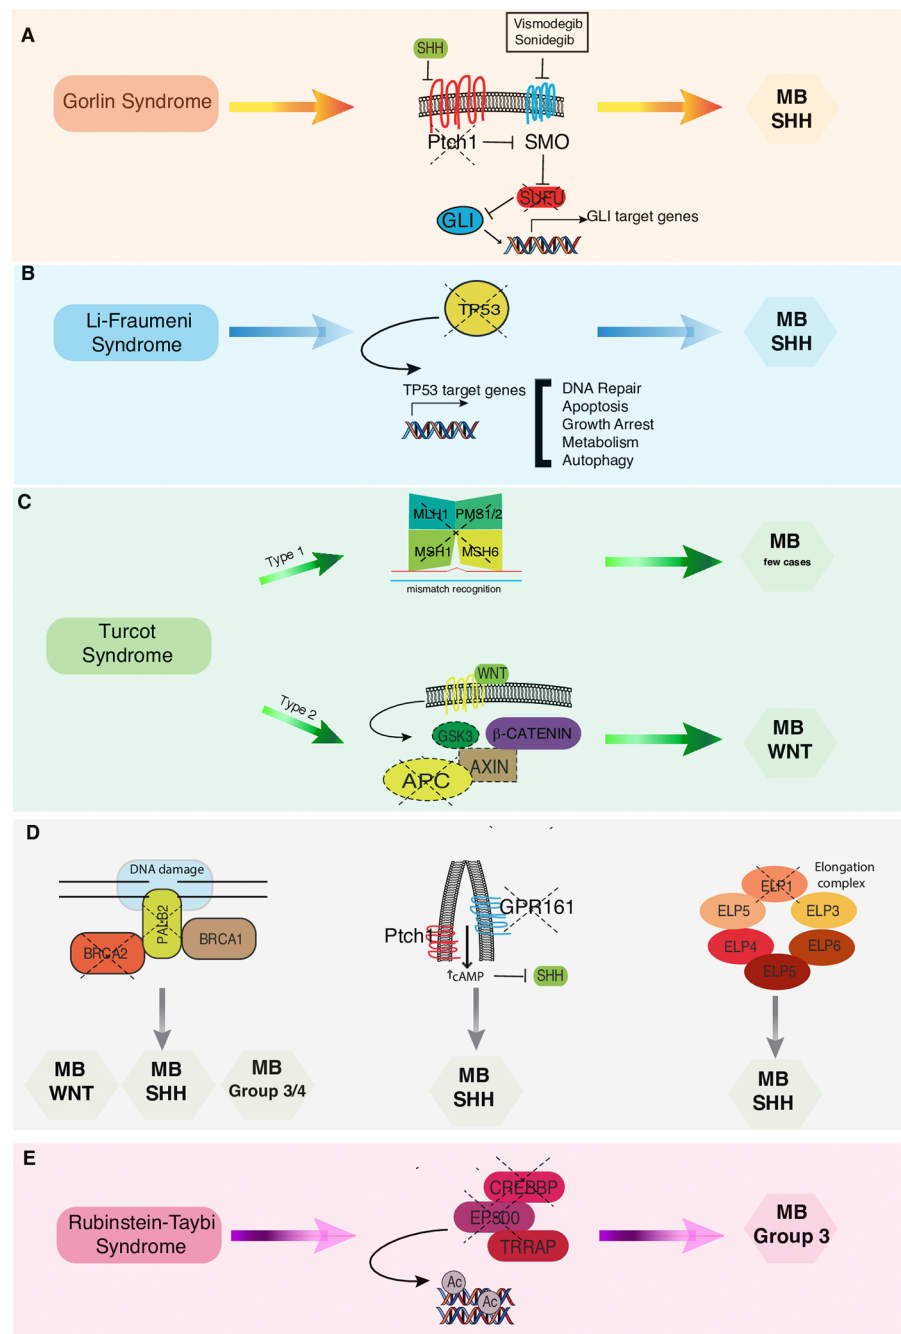 A
Gorlin Syndrome
SHH
Vismodegib
Sonidegib
Ptch1
SMO
SUFU
GLI
GLI target genes
MB
SHH
B
Li-Fraumeni
Syndrome
TP53
TP53 target genes
DNA Repair
Apoptosis
Growth Arrest
Metabolism
Autophagy
MB
SHH
C
Turcot
Syndrome
Type 1
MLH1 PMS1/2
MSH1 MSH6
mismatch recognition
MB
few cases
Type 2
WNT
GSK3
β-CATENIN
AXIN
APC
MB
WNT
D
DNA damage
PALB2
BRCA2
BRCA1
MB
WNT
MB
SHH
MB
Group 3/4
GPR161
Ptch1
↑cAMP
SHH
MB
SHH
Elongation
complex
ELP1
ELP5
ELP3
ELP4
ELP6
ELP5
MB
SHH
E
Rubinstein-Taybi
Syndrome
CREBBP
EP300
TRRAP
Ac
Ac
MB
Group 3